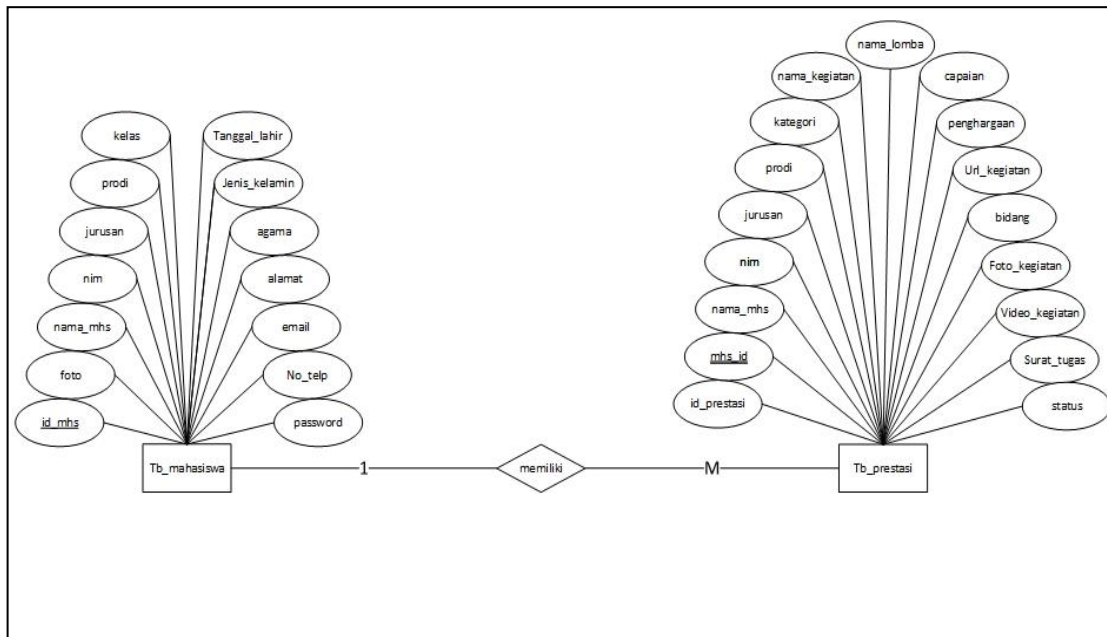 nama_lomba
nama_kegiatan
capaian
kategori
penghargaan
kelas
Tanggal_lahir
prodi
Url_kegiatan
prodi
Jenis_kelamin
jurusan
bidang
jurusan
agama
nim
Foto_kegiatan
nim
alamat
nama_mhs
Video_kegiatan
nama_mhs
email
mhs_id
Surat_tugas
foto
No_telp
id_prestasi
status
id_mhs
password
Tb_mahasiswa
1
memiliki
M
Tb_prestasi